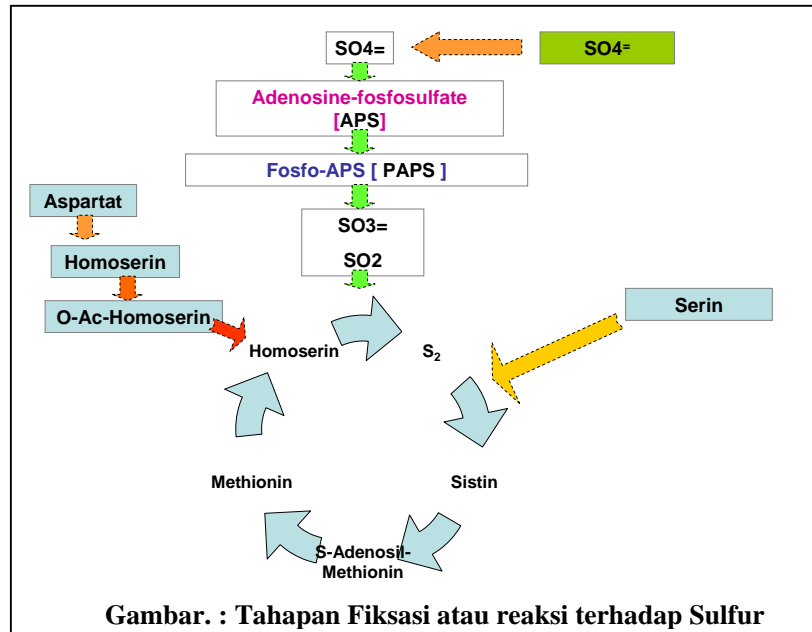 SO4=
SO4=
Adenosine-fosfosulfate
[APS]
Fosfo-APS [ PAPS ]
Aspartat
SO3=
SO2
Homoserin
O-Ac-Homoserin
Serin
Homoserin
S2
Methionin
Sistin
S-Adenosil-
Methionin
Gambar. : Tahapan Fiksasi atau reaksi terhadap Sulfur